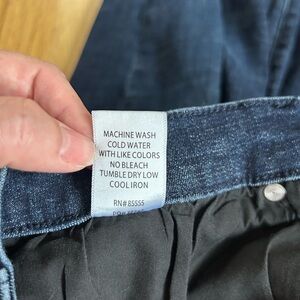 MACHINE WASH
COLD WATER
WITH LIKE COLORS
NO BLEACH
TUMBLE DRY LOW
COOL IRON
RN# 85555